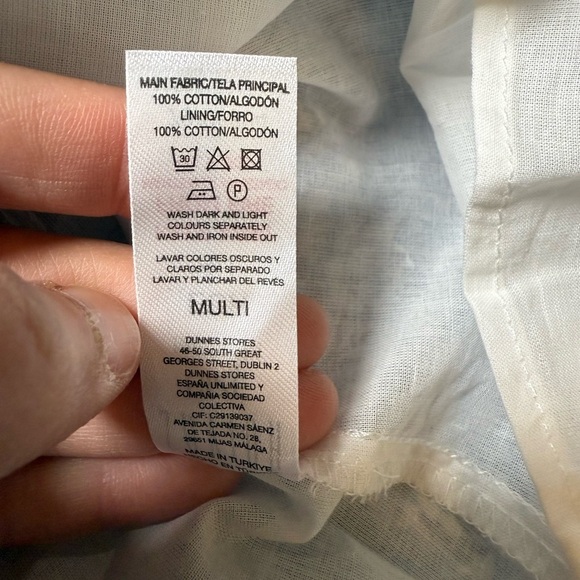 MAIN FABRIC/TELA PRINCIPAL
100% COTTON/ALGODÓN
LINING/FORRO
100% COTTON/ALGODÓN
30
P
WASH DARK AND LIGHT
COLOURS SEPARATELY
WASH AND IRON INSIDE OUT
LAVAR COLORES OSCUROS Y
CLAROS POR SEPARADO
LAVAR Y PLANCHAR DEL REVÉS
MULTI
DUNNES STORES
46-50 SOUTH GREAT
GEORGES STREET, DUBLIN 2
DUNNES STORES
ESPAÑA UNLIMITED Y
COMPAÑIA SOCIEDAD
COLECTIVA
CIF: C29139037
AVENIDA CARMEN SÁENZ
DE TEJADA NO. 28,
29651 MIJAS MÁLAGA
MADE IN TURKIYE
HECHO EN